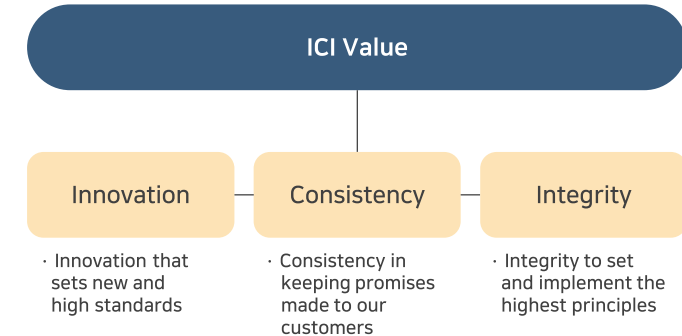 ICI Value
Innovation
Consistency
Integrity
· Innovation that
sets new and
high standards
· Consistency in
keeping promises
made to our
customers
· Integrity to set
and implement the
highest principles